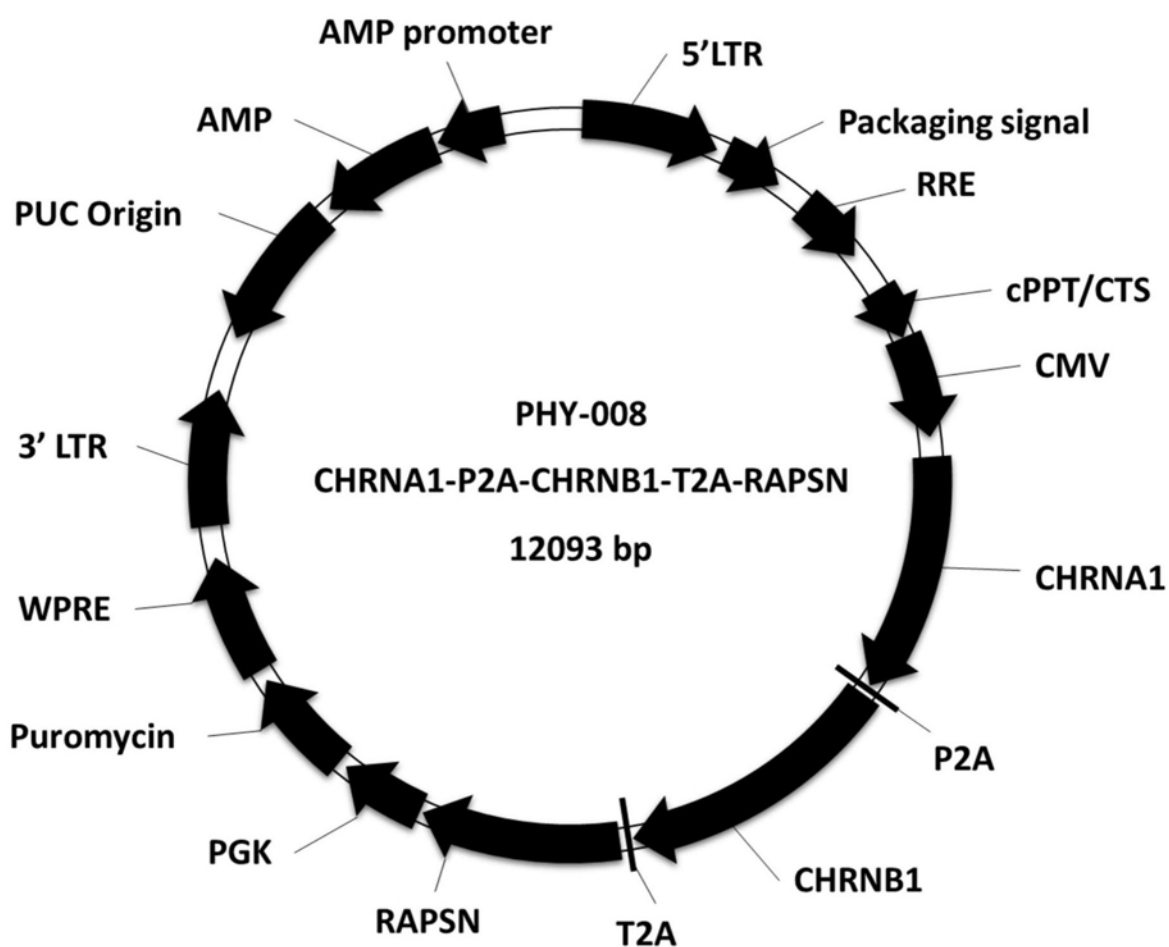 AMP promoter
5’LTR
AMP
Packaging signal
RRE
PUC Origin
cPPT/CTS
CMV
PHY-008
3’ LTR
CHRNA1-P2A-CHRNB1-T2A-RAPSN
12093 bp
CHRNA1
WPRE
Puromycin
P2A
PGK
CHRNB1
RAPSN
T2A